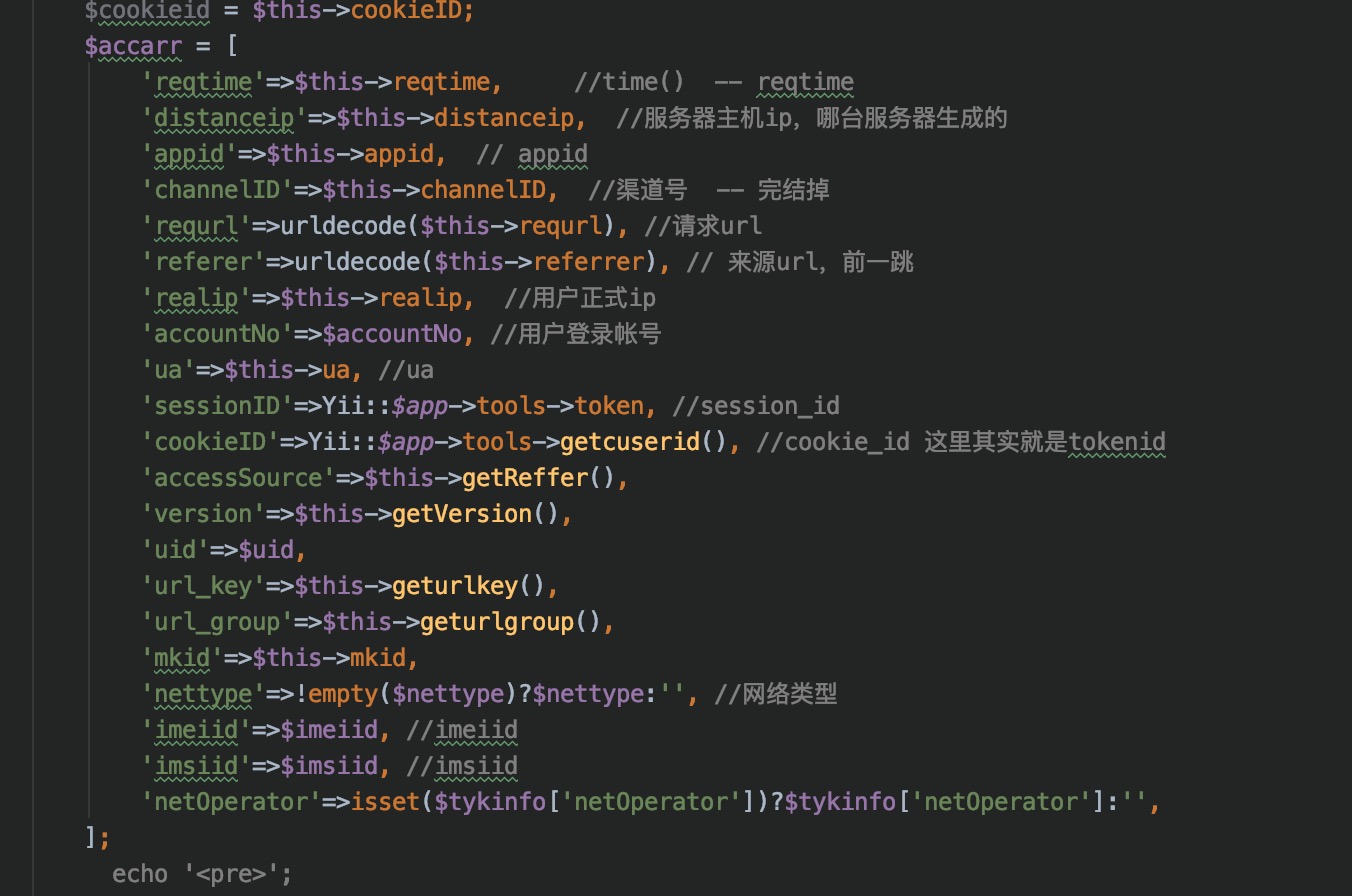 $cookieid = $this->cookieID;
$accarr = [
'reqtime'=>$this->reqtime, //time() -- reqtime
'distanceip'=>$this->distanceip, //服务器主机ip，哪台服务器生成的
'appid'=>$this->appid, // appid
'channelID'=>$this->channelID, //渠道号 -- 完结掉
'requrl'=>urldecode($this->requrl), //请求url
'referer'=>urldecode($this->referrer), // 来源url，前一跳
'realip'=>$this->realip, //用户正式ip
'accountNo'=>$accountNo, //用户登录帐号
'ua'=>$this->ua, //ua
'sessionID'=>Yii::$app->tools->token, //session_id
'cookieID'=>Yii::$app->tools->getcuserid(), //cookie_id 这里其实就是tokenid
'accessSource'=>$this->getReffer(),
'version'=>$this->getVersion(),
'uid'=>$uid,
'url_key'=>$this->geturlkey(),
'url_group'=>$this->geturlgroup(),
'mkid'=>$this->mkid,
'nettype'=>!empty($nettype)?$nettype:'', //网络类型
'imeiid'=>$imeiid, //imeiid
'imsiid'=>$imsiid, //imsiid
'netOperator'=>isset($tykinfo['netOperator'])?$tykinfo['netOperator']:'',
];
echo '<pre>';